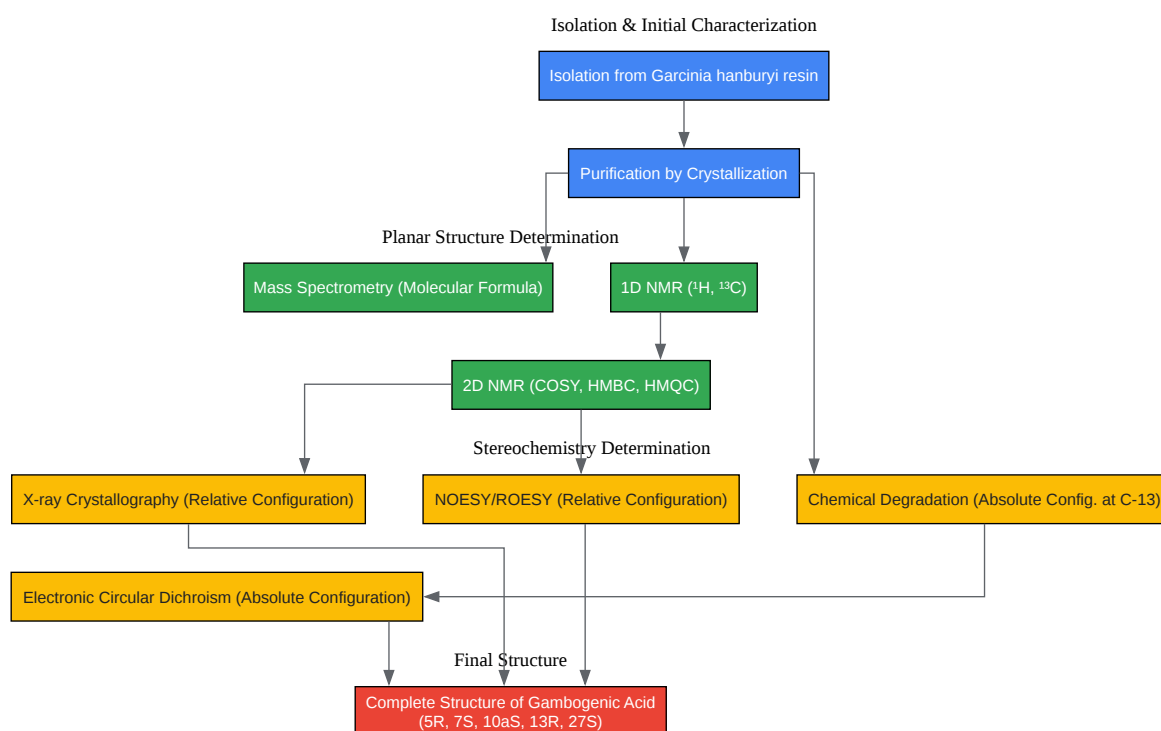 Isolation & Initial Characterization
Isolation from Garcinia hanburyi resin
Purification by Crystallization
Planar Structure Determination
Mass Spectrometry (Molecular Formula)
1D NMR (¹H, ¹³C)
2D NMR (COSY, HMBC, HMQC)
Stereochemistry Determination
X-ray Crystallography (Relative Configuration)
NOESY/ROESY (Relative Configuration)
Chemical Degradation (Absolute Config. at C-13)
Electronic Circular Dichroism (Absolute Configuration)
Final Structure
Complete Structure of Gambogenic Acid
(5R, 7S, 10aS, 13R, 27S)